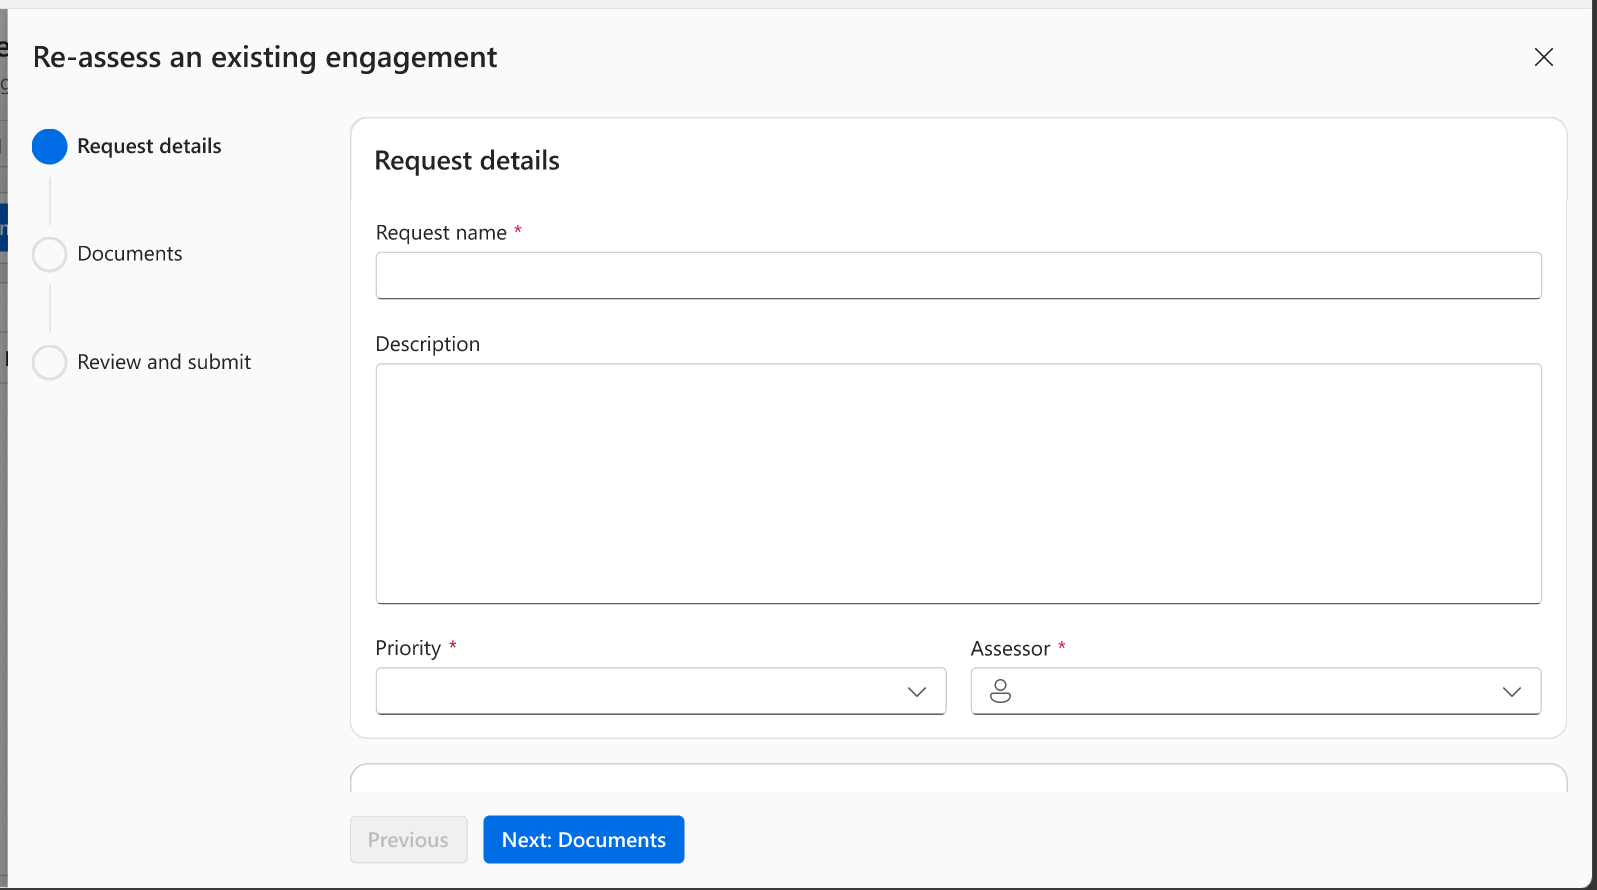 Re-assess an existing engagement
Request details
Documents
Review and submit
Request details
Request name *
Description
Priority *
Assessor *
Previous
Next: Documents